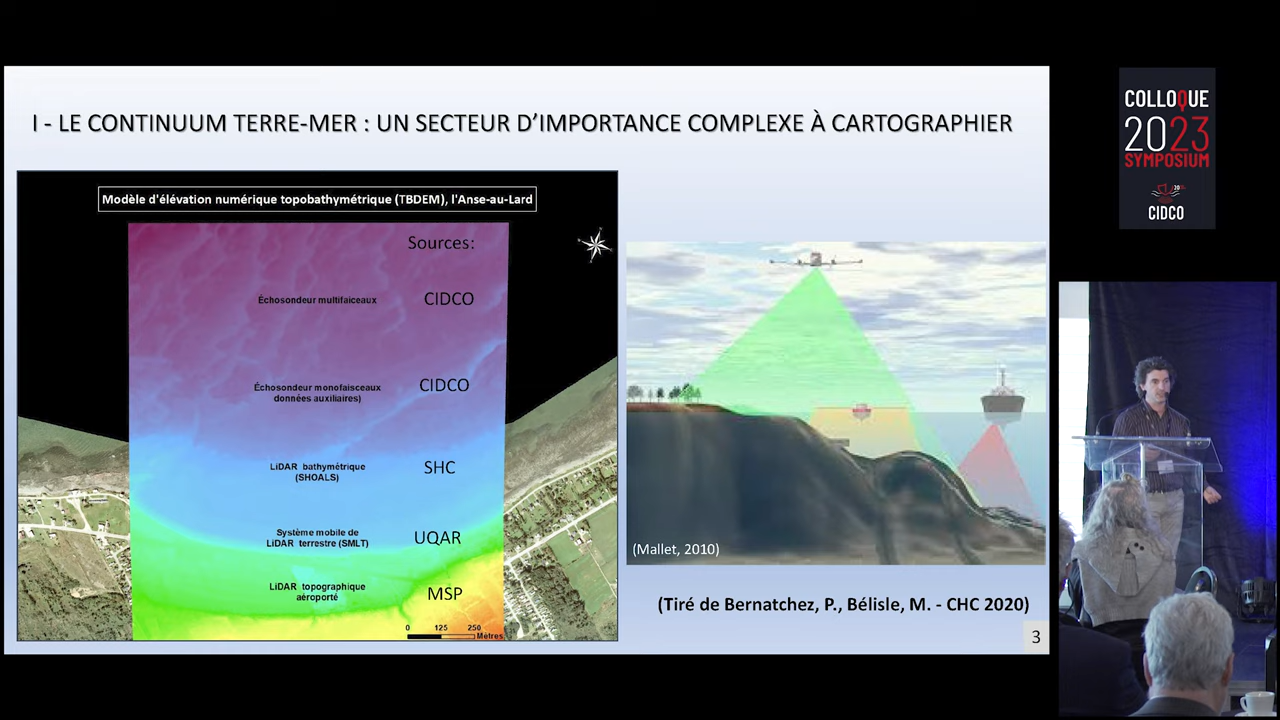 I - LE CONTINUUM TERRE-MER : UN SECTEUR D'IMPORTANCE COMPLEXE À CARTOGRAPHIER
Modèle d'élévation numérique topobathymétrique (TBDEM), l'Anse-au-Lard
Sources:
Échosondeur multifaiceaux
CIDCO
Échosondeur monofaisceaux
données auxiliaires)
CIDCO
LiDAR bathymétrique
(SHOALS)
SHC
Système mobile de
LiDAR terrestre (SMLT)
UQAR
LiDAR topographique
aéroporté
MSP
0 125 250
Mètres
(Mallet, 2010)
(Tiré de Bernatchez, P., Bélisle, M. - CHC 2020)
3
COLLOQUE
2023
SYMPOSIUM
CIDCO